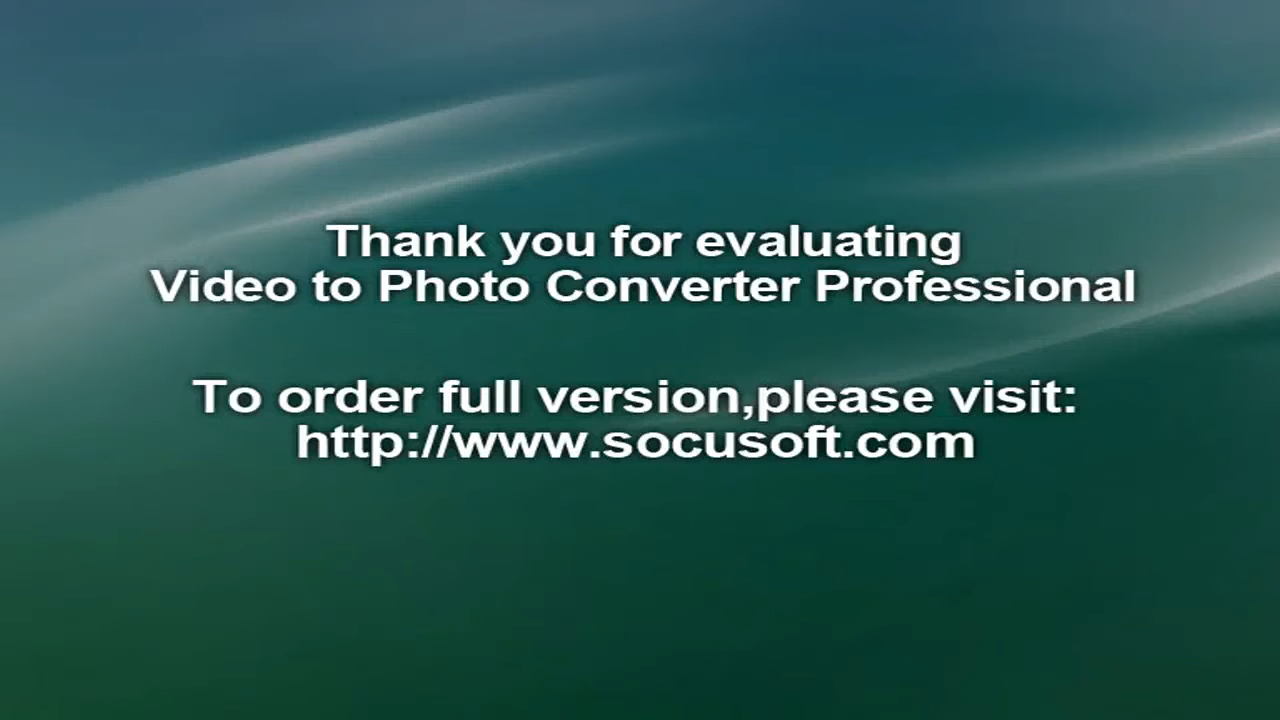 Thank you for evaluating
Video to Photo Converter Professional
To order full version,please visit:
http://www.socusoft.com